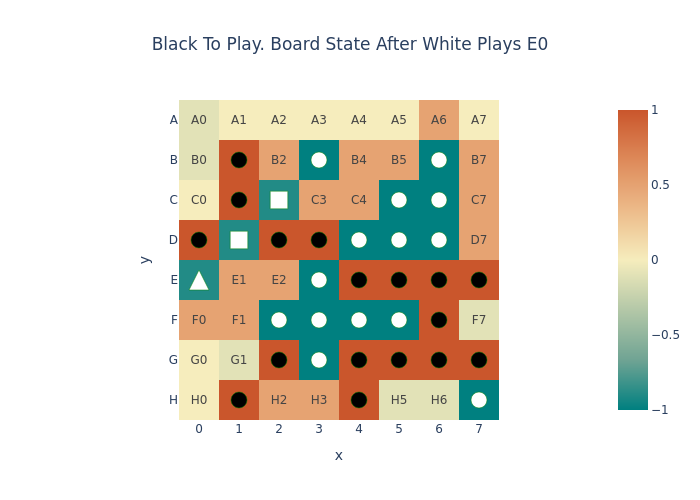 Black To Play. Board State After White Plays E0
A A0 A1 A2 A3 A4 A5 A6 A7
B B0 B2 B4 B5 B7
C C0 C3 C4 C7
D D7
E E1 E2
F F0 F1 F7
G G0 G1
H H0 H2 H3 H5 H6
0 1 2 3 4 5 6 7
x
y
1
0.5
0
−0.5
−1